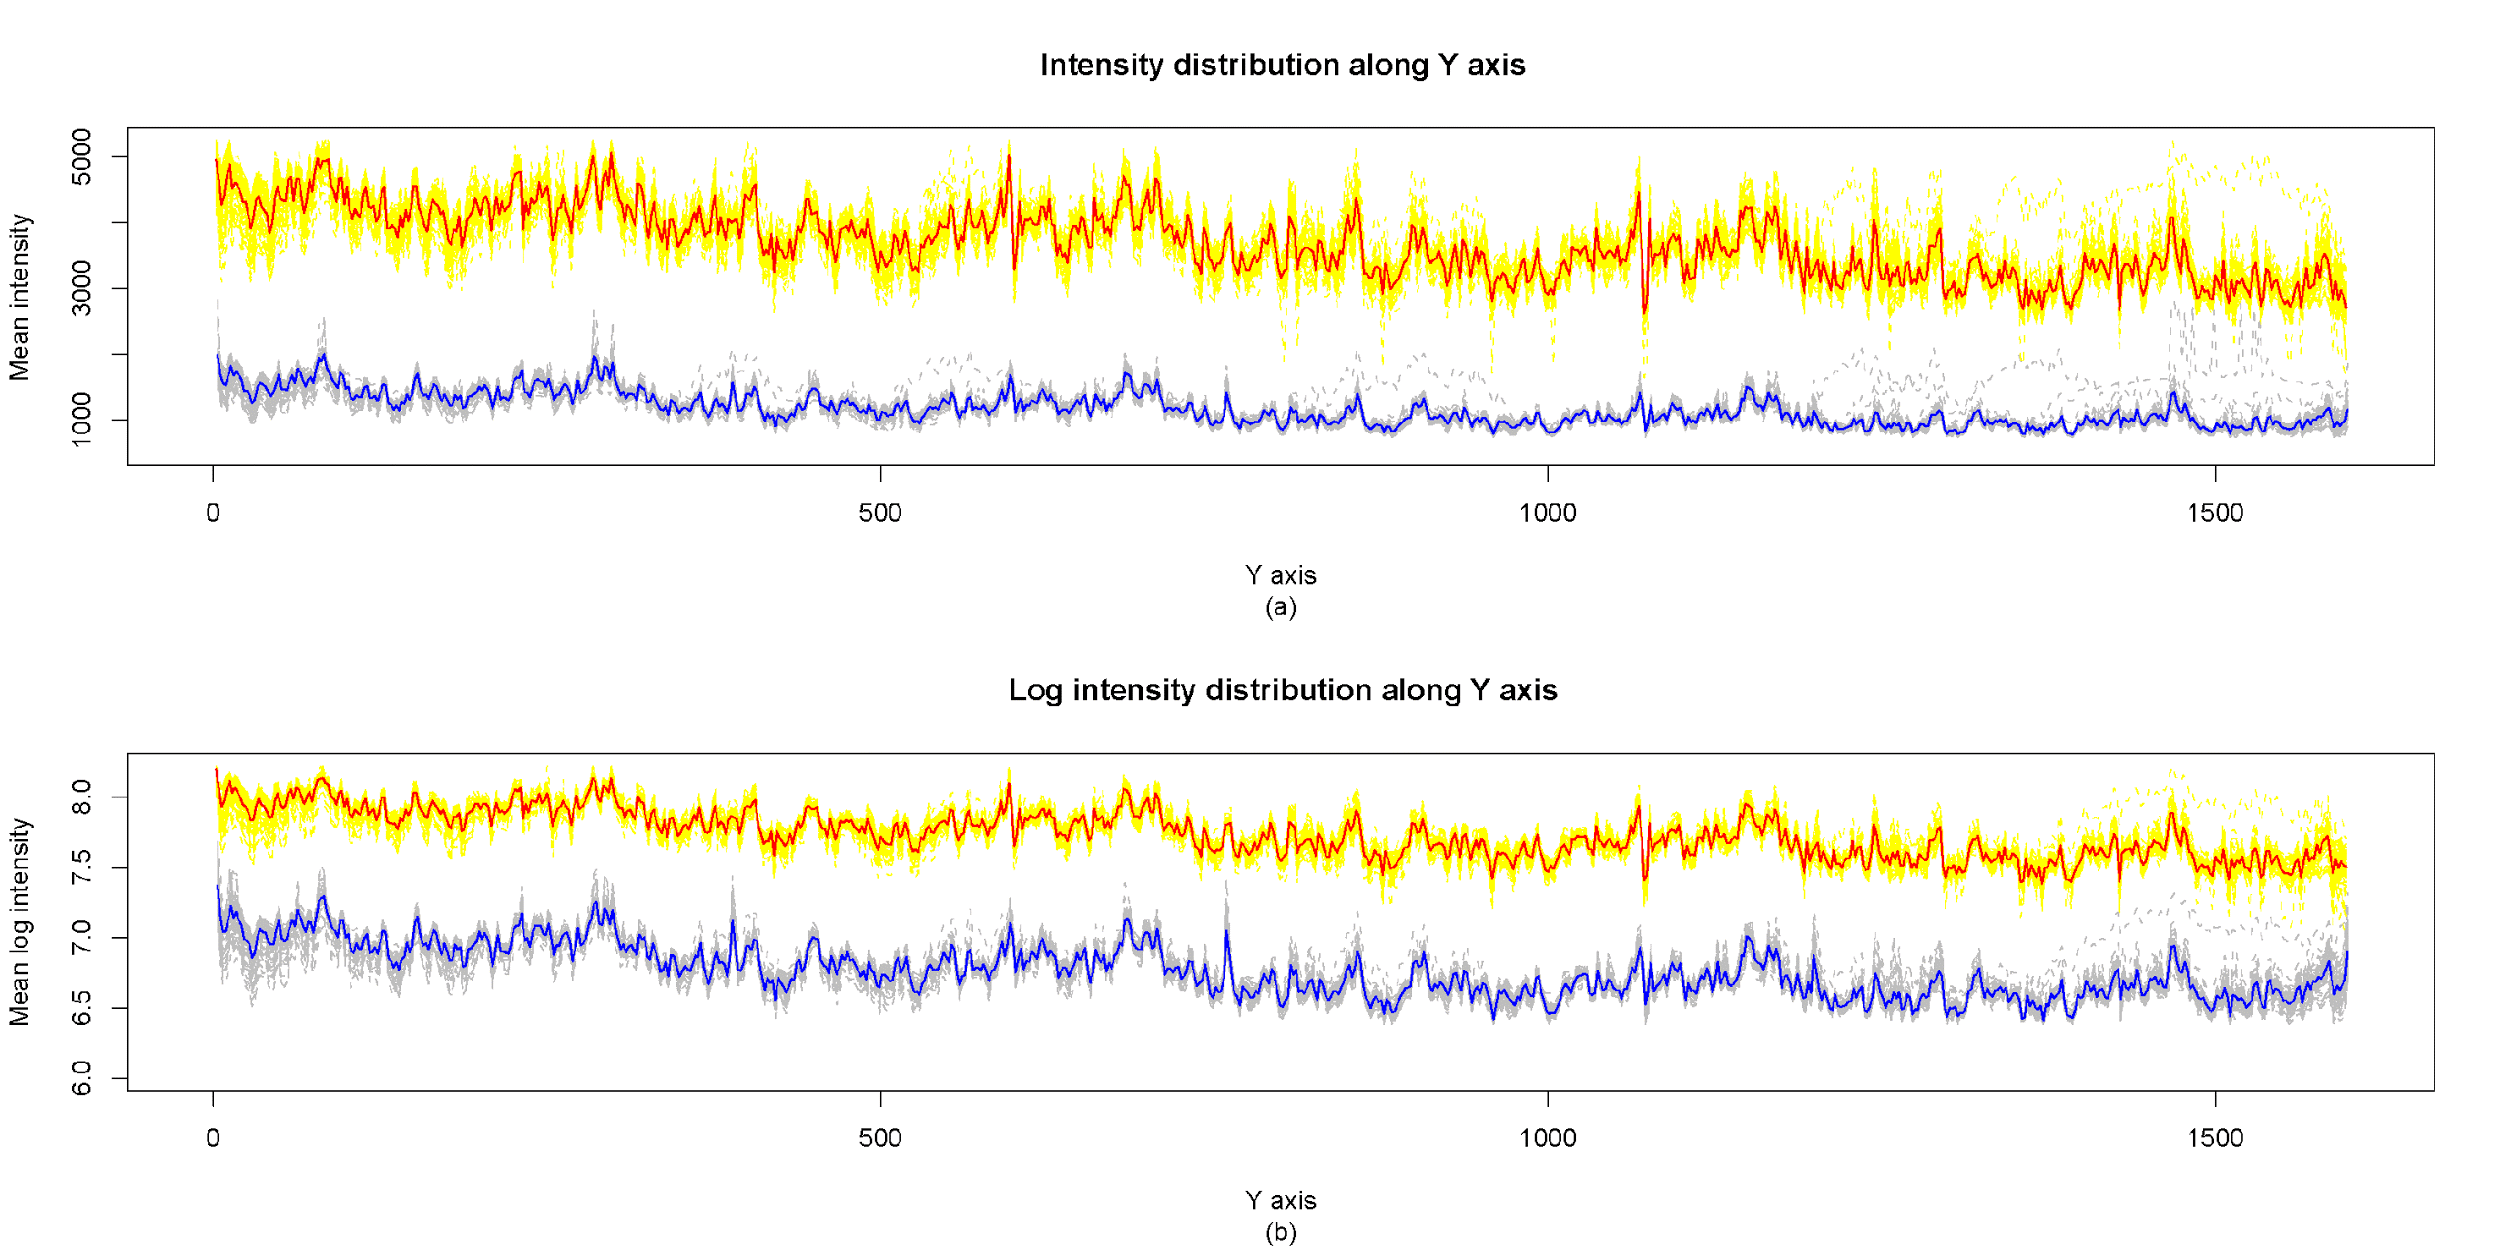 Intensity distribution along Y axis
Mean intensity
5000
3000
1000
0 500 1000 1500
Y axis
(a)
Log intensity distribution along Y axis
Mean log intensity
8.0
7.5
7.0
6.5
6.0
0 500 1000 1500
Y axis
(b)